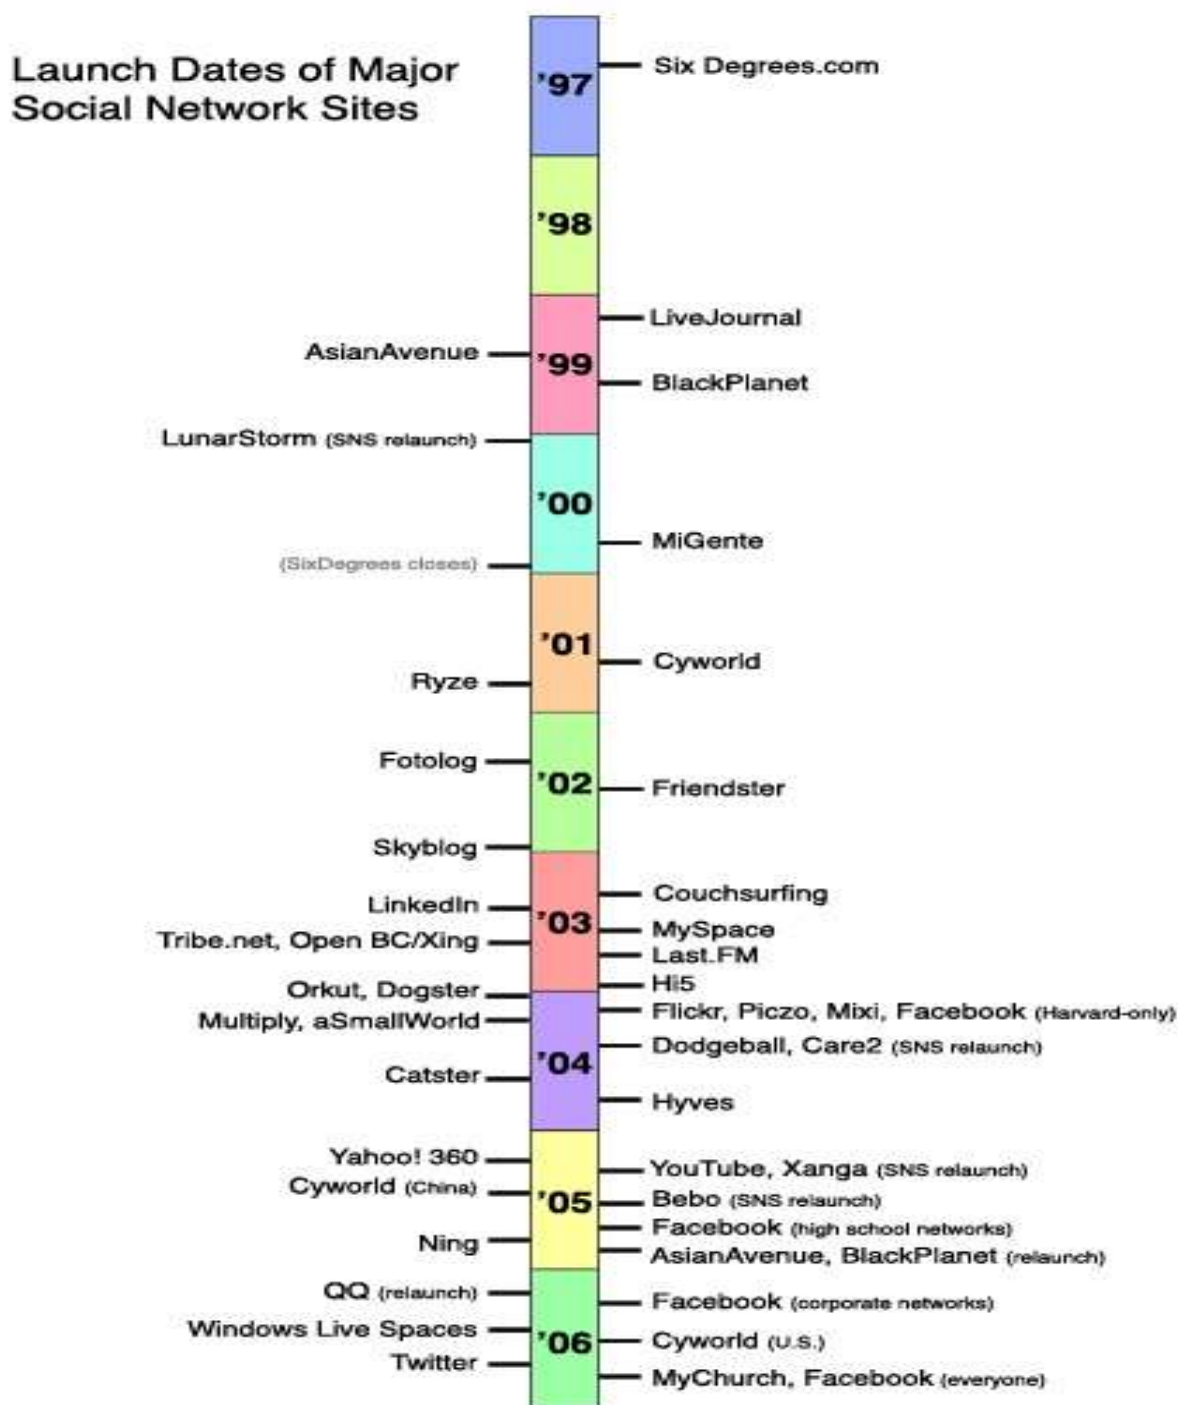 Launch Dates of Major
Social Network Sites
'97
Six Degrees.com
'98
LiveJournal
AsianAvenue
'99
BlackPlanet
LunarStorm (SNS relaunch)
'00
MiGente
(SixDegrees closes)
'01
Cyworld
Ryze
Fotolog
'02
Friendster
Skyblog
Couchsurfing
LinkedIn
'03
MySpace
Tribe.net, Open BC/Xing
Last.FM
Hi5
Orkut, Dogster
Flickr, Piczo, Mixi, Facebook (Harvard-only)
Multiply, aSmallWorld
Dodgeball, Care2 (SNS relaunch)
'04
Catster
Hyves
Yahoo! 360
YouTube, Xanga (SNS relaunch)
Cyworld (China)
'05
Bebo (SNS relaunch)
Facebook (high school networks)
Ning
AsianAvenue, BlackPlanet (relaunch)
QQ (relaunch)
Facebook (corporate networks)
Windows Live Spaces
'06
Cyworld (U.S.)
Twitter
MyChurch, Facebook (everyone)